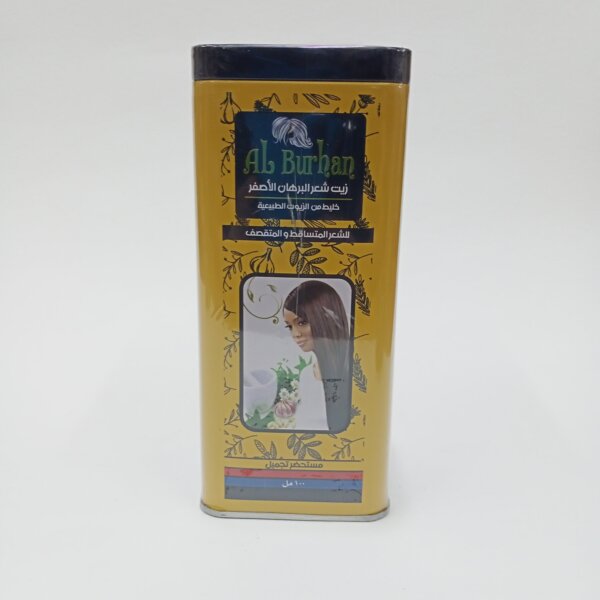 AL Burhan
زيت شعر البرهان الأصفر
خليط من الزيوت الطبيعية
للشعر المتساقط و المتقصف
مستحضر تجميل
١٠٠ مل